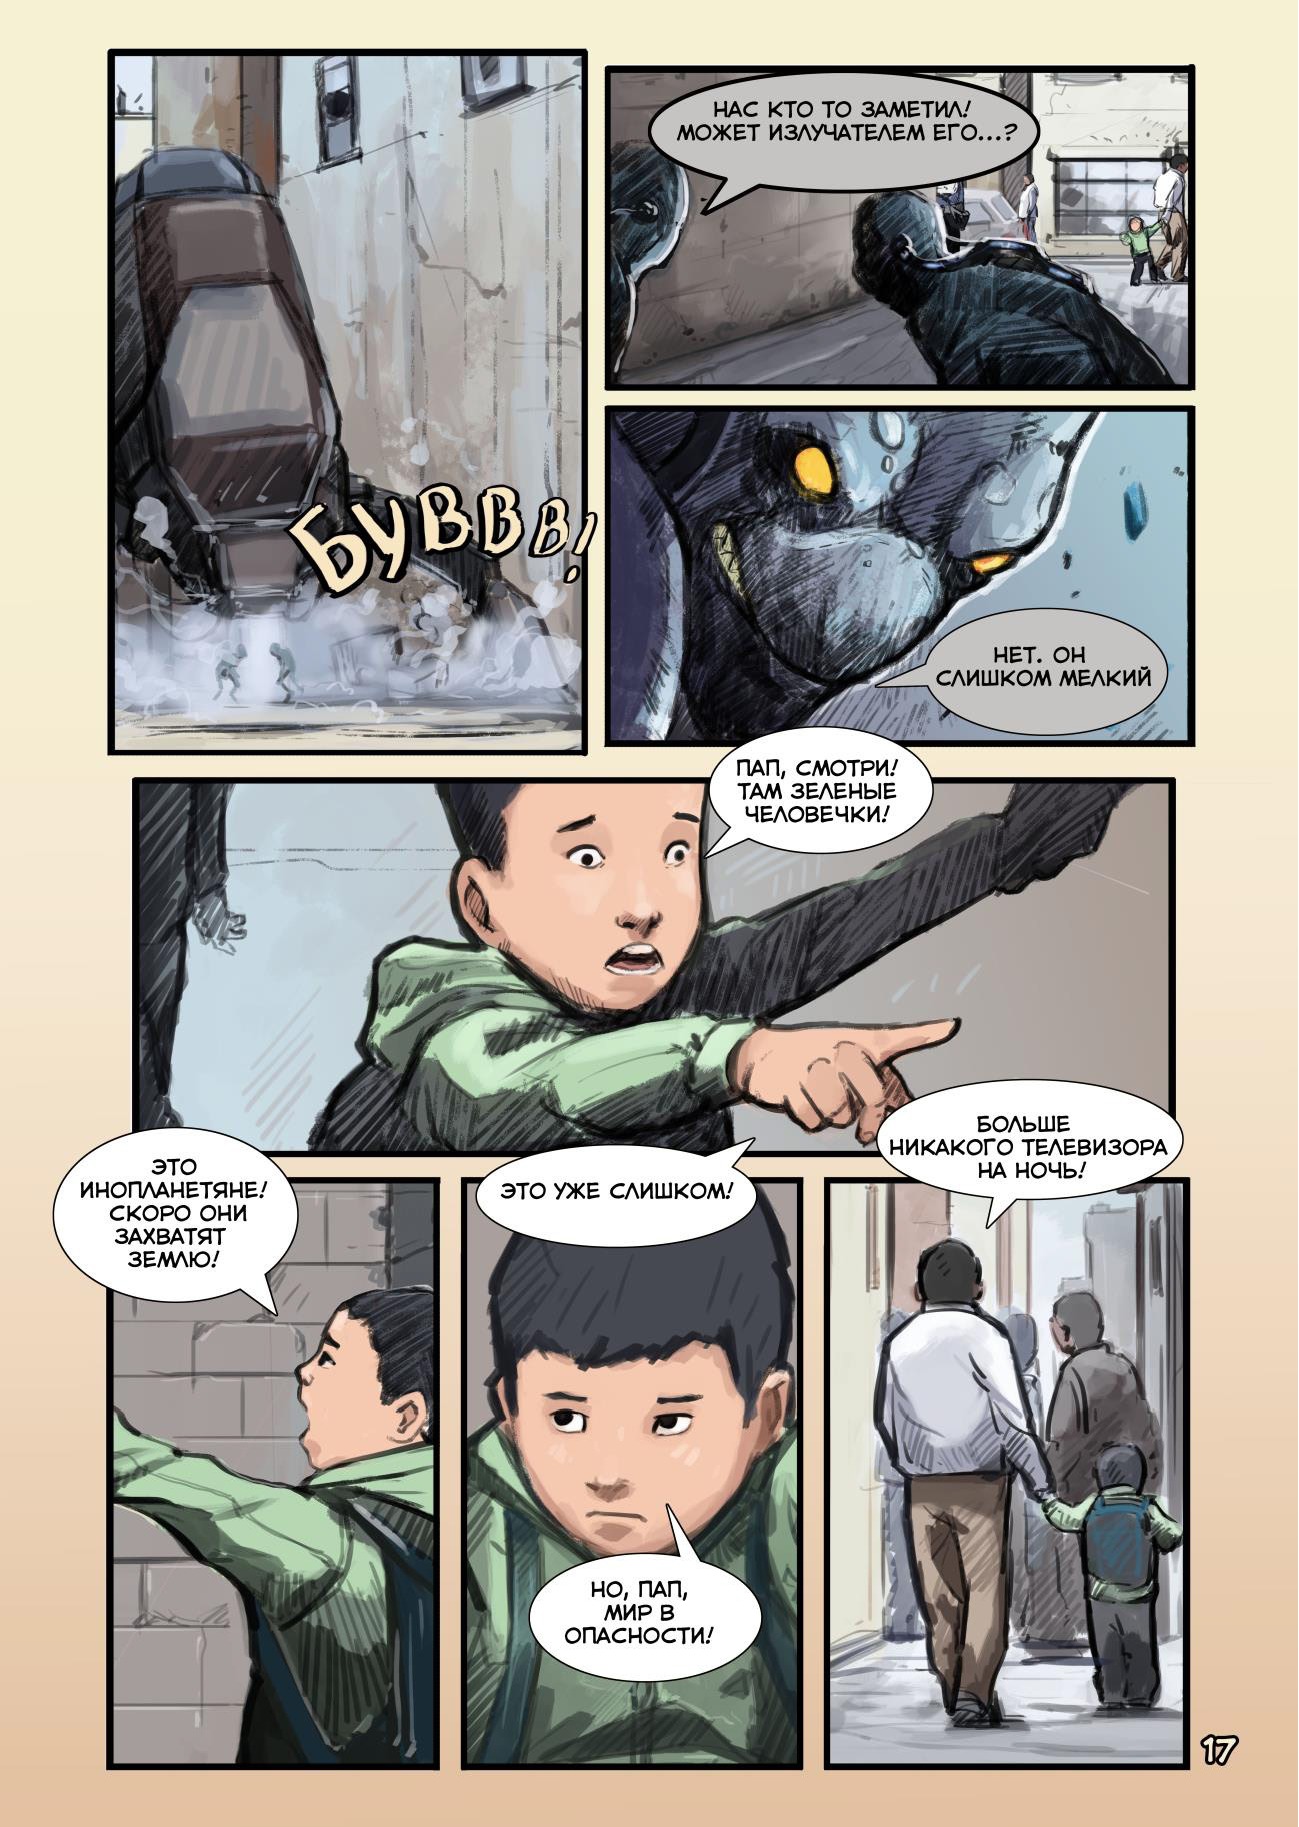 БУВВВ!
НАС КТО ТО ЗАМЕТИЛ!
МОЖЕТ ИЗЛУЧАТЕЛЕМ ЕГО...?
НЕТ. ОН
СЛИШКОМ МЕЛКИЙ
ПАП, СМОТРИ!
ТАМ ЗЕЛЕНЫЕ
ЧЕЛОВЕЧКИ!
ЭТО
ИНОПЛАНЕТЯНЕ!
СКОРО ОНИ
ЗАХВАТЯТ
ЗЕМЛЮ!
ЭТО УЖЕ СЛИШКОМ!
НО, ПАП,
МИР В
ОПАСНОСТИ!
БОЛЬШЕ
НИКАКОГО ТЕЛЕВИЗОРА
НА НОЧЬ!
17